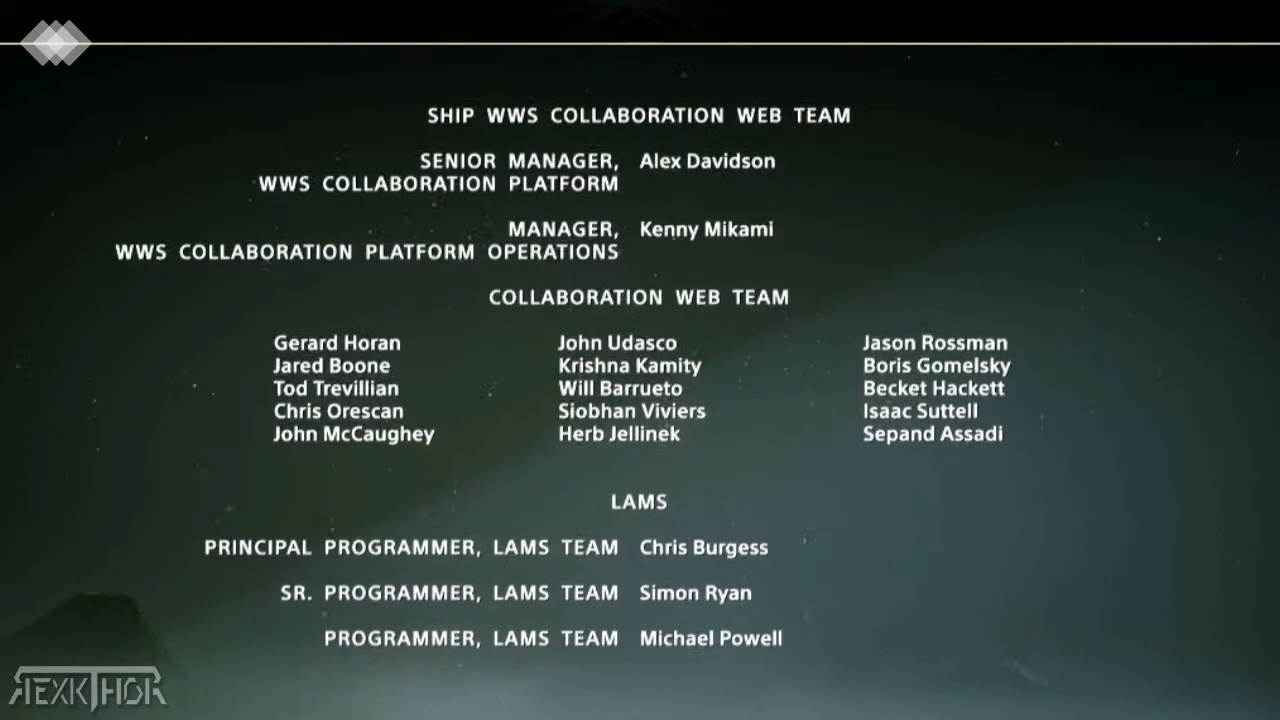 SHIP WWS COLLABORATION WEB TEAM
SENIOR MANAGER, Alex Davidson
WWS COLLABORATION PLATFORM
MANAGER, Kenny Mikami
WWS COLLABORATION PLATFORM OPERATIONS
COLLABORATION WEB TEAM
Gerard Horan John Udasco Jason Rossman
Jared Boone Krishna Kamity Boris Gomelsky
Tod Trevillian Will Barrueto Becket Hackett
Chris Orescan Siobhan Viviers Isaac Suttell
John McCaughey Herb Jellinek Sepand Assadi
LAMS
PRINCIPAL PROGRAMMER, LAMS TEAM Chris Burgess
SR. PROGRAMMER, LAMS TEAM Simon Ryan
PROGRAMMER, LAMS TEAM Michael Powell